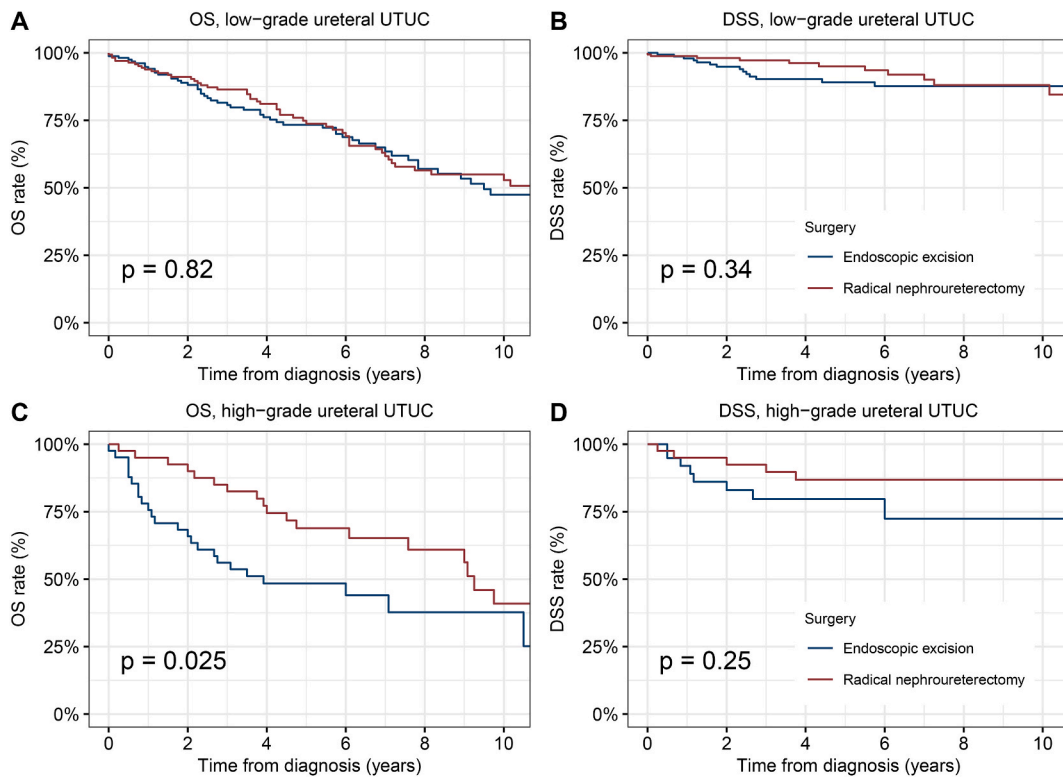 A
OS, low−grade ureteral UTUC
100%
75%
50%
25%
0%
OS rate (%)
p = 0.82
0 2 4 6 8 10
Time from diagnosis (years)
B
DSS, low−grade ureteral UTUC
100%
75%
50%
25%
0%
DSS rate (%)
p = 0.34
Surgery
Endoscopic excision
Radical nephroureterectomy
0 2 4 6 8 10
Time from diagnosis (years)
C
OS, high−grade ureteral UTUC
100%
75%
50%
25%
0%
OS rate (%)
p = 0.025
0 2 4 6 8 10
Time from diagnosis (years)
D
DSS, high−grade ureteral UTUC
100%
75%
50%
25%
0%
DSS rate (%)
p = 0.25
Surgery
Endoscopic excision
Radical nephroureterectomy
0 2 4 6 8 10
Time from diagnosis (years)